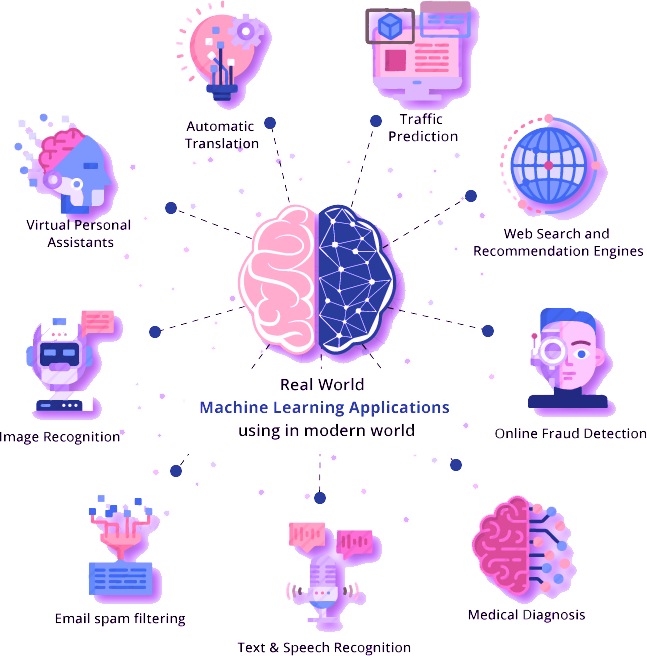 Automatic
Translation
Traffic
Prediction
Virtual Personal
Assistants
Web Search and
Recommendation Engines
Real World
Machine Learning Applications
using in modern world
Image Recognition
Online Fraud Detection
Email spam filtering
Text & Speech Recognition
Medical Diagnosis